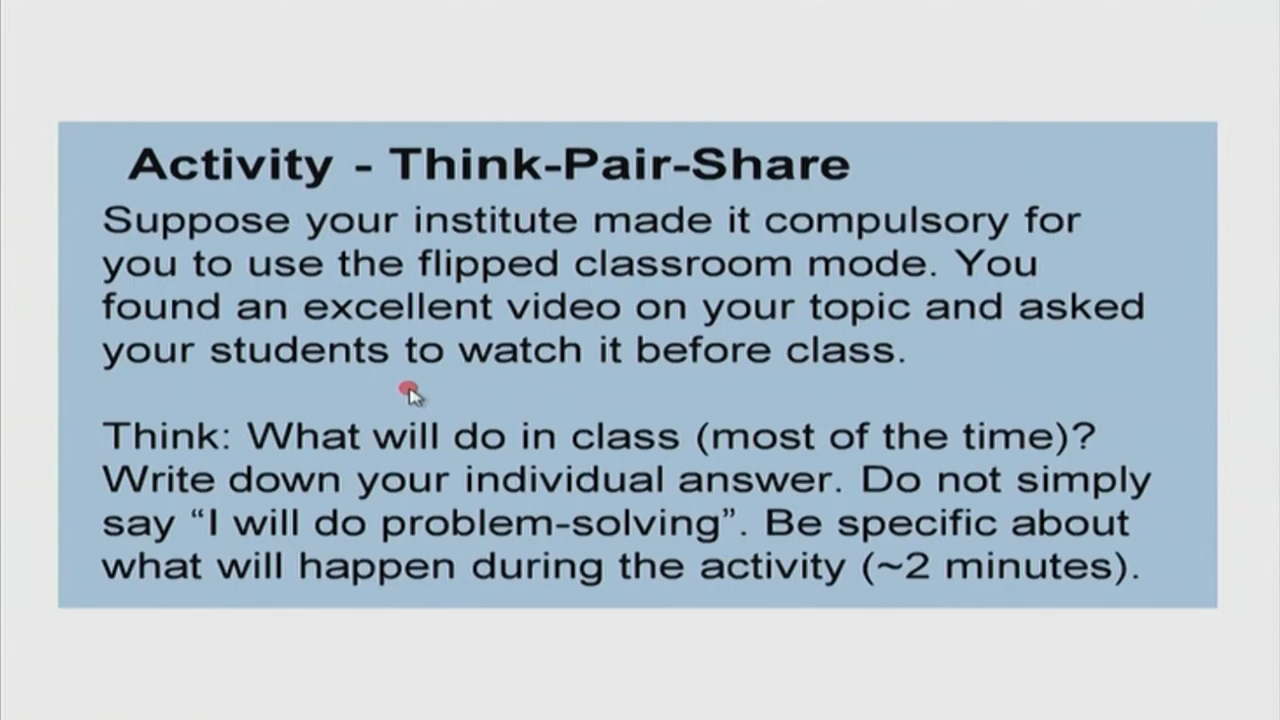 Activity - Think-Pair-Share
Suppose your institute made it compulsory for
you to use the flipped classroom mode. You
found an excellent video on your topic and asked
your students to watch it before class.
Think: What will do in class (most of the time)?
Write down your individual answer. Do not simply
say “I will do problem-solving”. Be specific about
what will happen during the activity (~2 minutes).